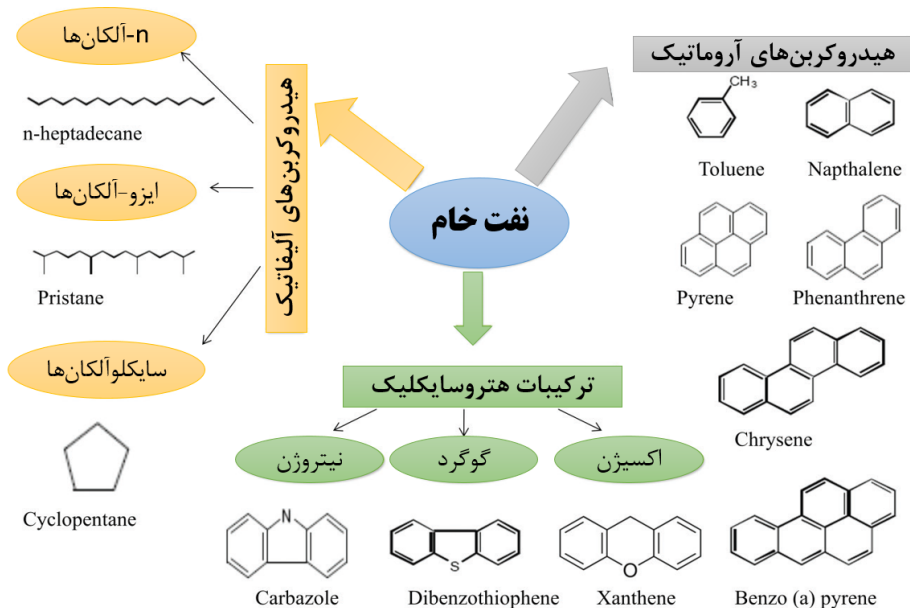 نفت خام
هیدروکربن‌های آروماتیک
CH3
Toluene
Napthalene
Pyrene
Phenanthrene
Chrysene
Benzo (a) pyrene
هیدروکربن‌های آلیفاتیک
n-آلکان‌ها
n-heptadecane
ایزو-آلکان‌ها
Pristane
سایکلوآلکان‌ها
Cyclopentane
ترکیبات هتروسایکلیک
اکسیژن
گوگرد
نیتروژن
N
Carbazole
S
Dibenzothiophene
O
Xanthene